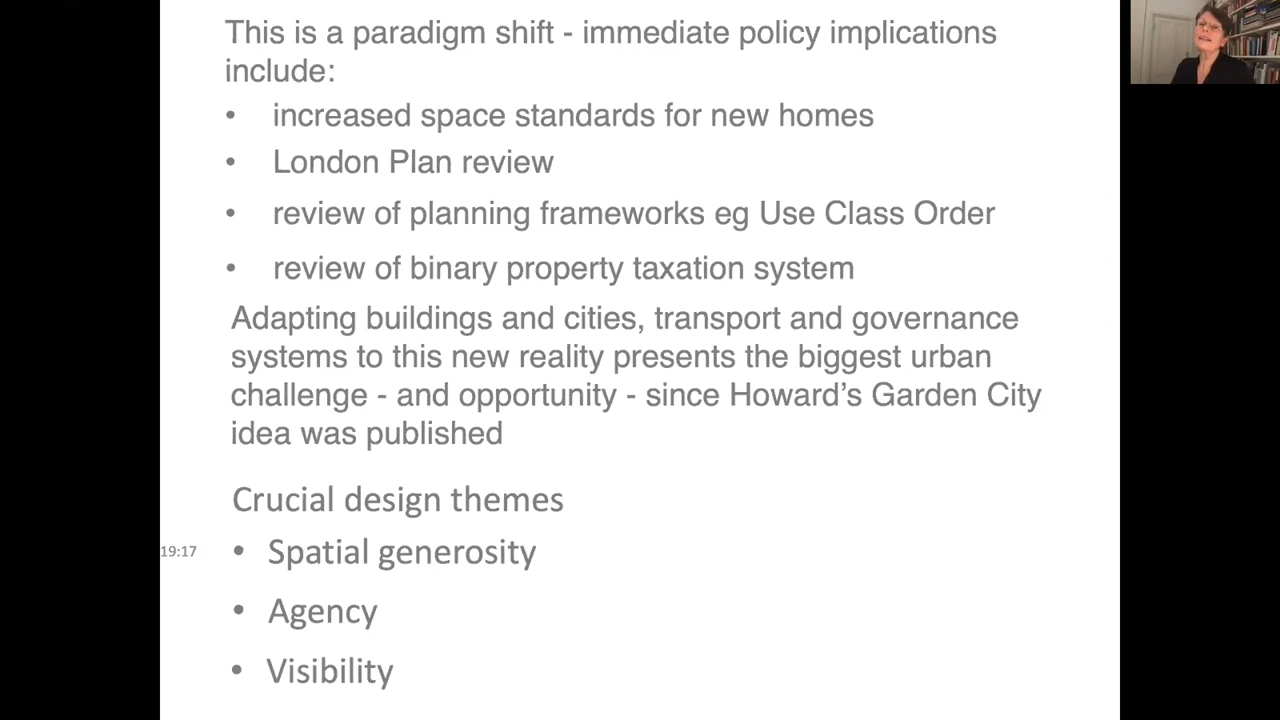 This is a paradigm shift - immediate policy implications
include:
• increased space standards for new homes
• London Plan review
• review of planning frameworks eg Use Class Order
• review of binary property taxation system
Adapting buildings and cities, transport and governance
systems to this new reality presents the biggest urban
challenge - and opportunity - since Howard’s Garden City
idea was published
Crucial design themes
19:17
• Spatial generosity
• Agency
• Visibility